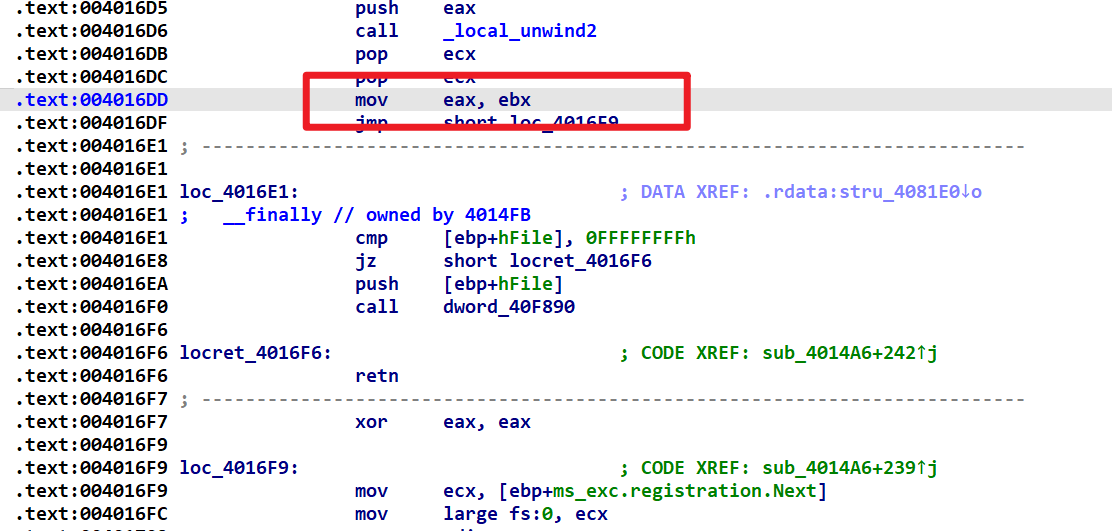 .text:004016D5 push eax
.text:004016D6 call _local_unwind2
.text:004016DB pop ecx
.text:004016DC pop ecx
.text:004016DD mov eax, ebx
.text:004016DF jmp short loc_4016F9
.text:004016E1 ; ---------------------------------------------------------------------------
.text:004016E1
.text:004016E1 loc_4016E1: ; DATA XREF: .rdata:stru_4081E0↓o
.text:004016E1 ; __finally // owned by 4014FB
.text:004016E1 cmp [ebp+hFile], 0FFFFFFFFh
.text:004016E8 jz short locret_4016F6
.text:004016EA push [ebp+hFile]
.text:004016F0 call dword_40F890
.text:004016F6
.text:004016F6 locret_4016F6: ; CODE XREF: sub_4014A6+242↑j
.text:004016F6 retn
.text:004016F7 ; ---------------------------------------------------------------------------
.text:004016F7 xor eax, eax
.text:004016F9
.text:004016F9 loc_4016F9: ; CODE XREF: sub_4014A6+239↑j
.text:004016F9 mov ecx, [ebp+ms_exc.registration.Next]
.text:004016FC mov large fs:0, ecx